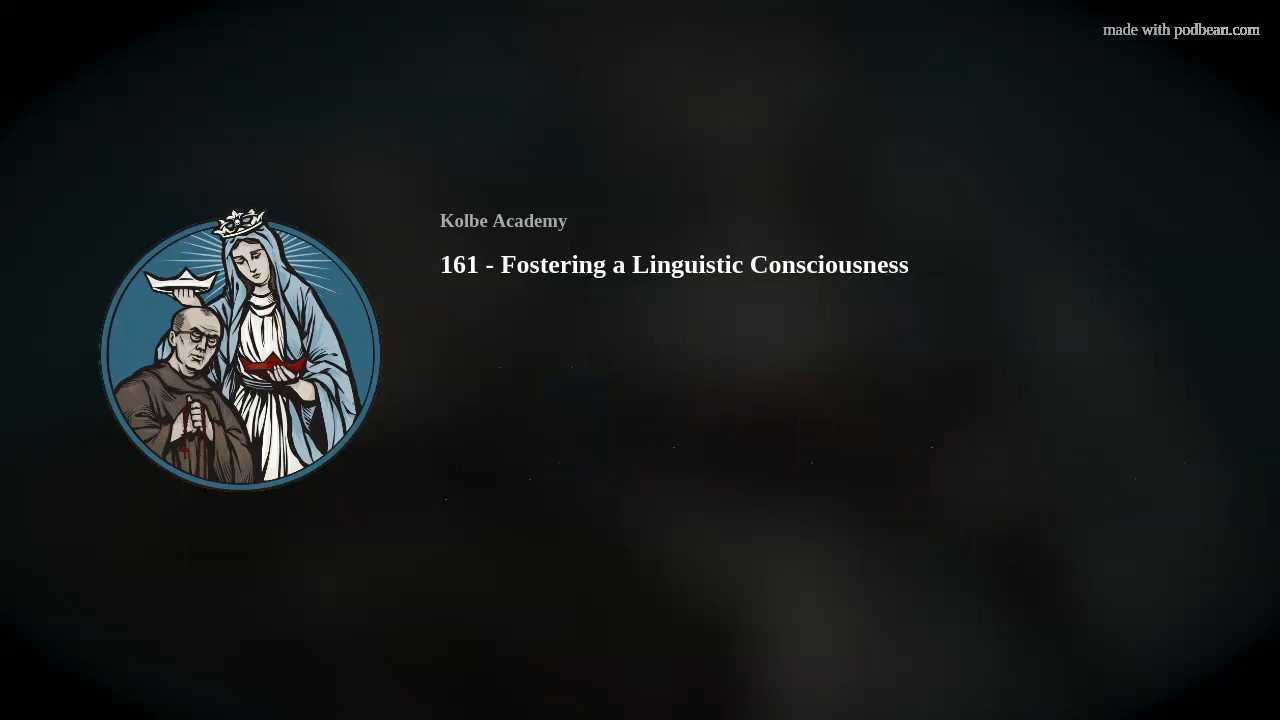 made with podbean.com
Kolbe Academy
161 - Fostering a Linguistic Consciousness